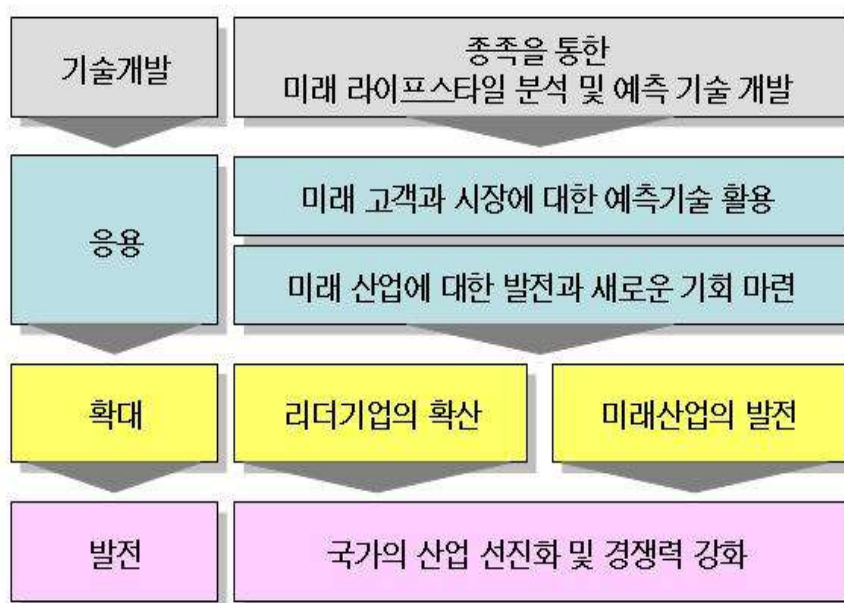 기술개발
종족을 통한
미래 라이프스타일 분석 및 예측 기술 개발
응용
미래 고객과 시장에 대한 예측기술 활용
미래 산업에 대한 발전과 새로운 기회 마련
확대
리더기업의 확산
미래산업의 발전
발전
국가의 산업 선진화 및 경쟁력 강화